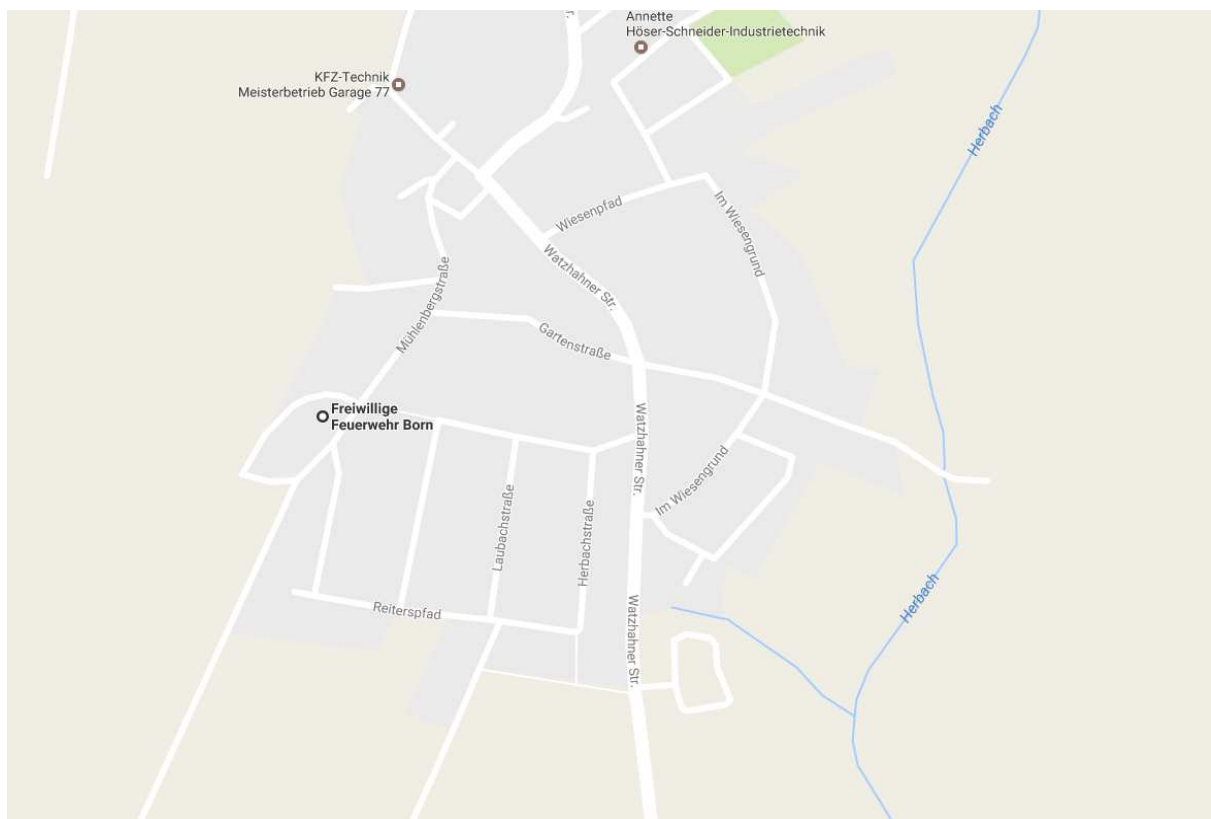 Annette
Höser-Schneider-Industrietechnik
r.
KFZ-Technik
Meisterbetrieb Garage 77
Herbach
Wiesenpfad
Im Wiesengrund
Watzhahner Str.
Mühlenbergstraße
Gartenstraße
Freiwillige
Feuerwehr Born
Watzhahner Str.
Im Wiesengrund
Laubachstraße
Herbachstraße
Herbach
Reiterspfad
Watzhahner Str.